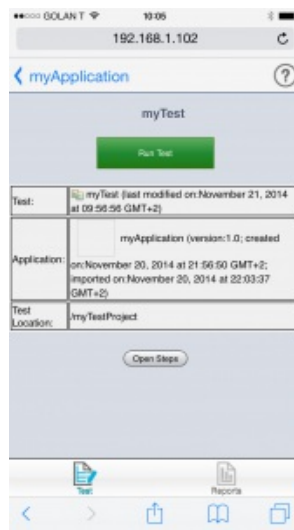 GOLAN T 10:05
192.168.1.102
myApplication ?
myTest
Run Test
Test: myTest (last modified on:November 21, 2014
at 09:56:56 GMT+2)
Application: myApplication (version:1.0; created
on:November 20, 2014 at 21:56:50 GMT+2;
imported on:November 20, 2014 at 22:03:37
GMT+2)
Test
Location: /myTestProject
Open Steps
Test Reports